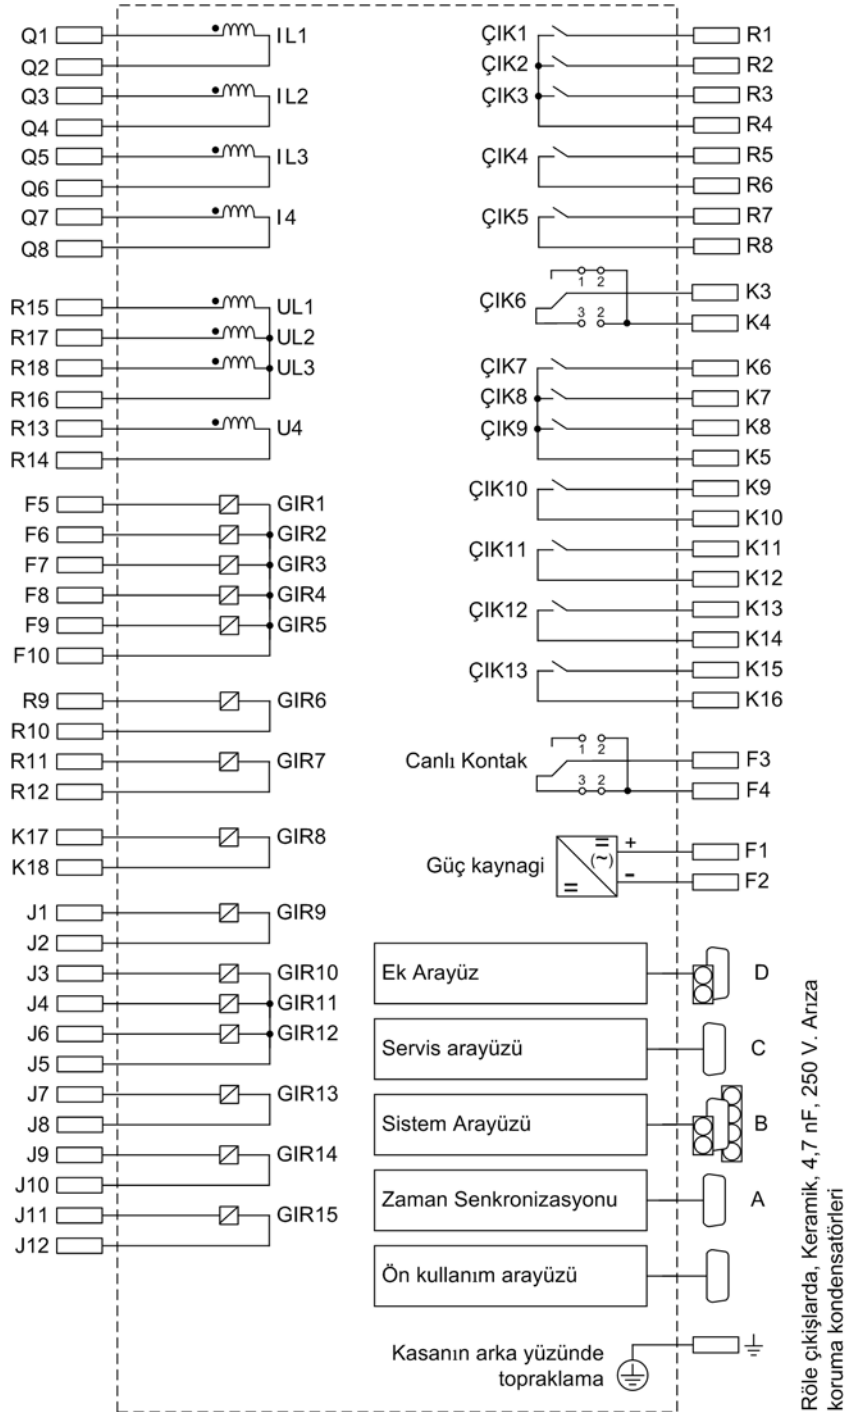 Q1 IL1
Q2
Q3 IL2
Q4
Q5 IL3
Q6
Q7 I4
Q8
R15 UL1
R17 UL2
R18 UL3
R16
R13 U4
R14
F5 GIR1
F6 GIR2
F7 GIR3
F8 GIR4
F9 GIR5
F10
R9 GIR6
R10
R11 GIR7
R12
K17 GIR8
K18
J1 GIR9
J2
J3 GIR10
J4 GIR11
J6 GIR12
J5
J7 GIR13
J8
J9 GIR14
J10
J11 GIR15
J12
ÇIK1 R1
ÇIK2 R2
ÇIK3 R3
R4
ÇIK4 R5
R6
ÇIK5 R7
R8
1 2
ÇIK6 K3
3 2 K4
ÇIK7 K6
ÇIK8 K7
ÇIK9 K8
K5
ÇIK10 K9
K10
ÇIK11 K11
K12
ÇIK12 K13
K14
ÇIK13 K15
K16
1 2
Canlı Kontak F3
3 2 F4
Güç kaynagi = (~) = + F1
- F2
Ek Arayüz D
Servis arayüzü C
Sistem Arayüzü B
Zaman Senkronizasyonu A
Ön kullanım arayüzü
Kasanın arka yüzünde
topraklama
Röle çıkışlarda, Keramik, 4,7 nF, 250 V. Arıza
koruma kondensatörleri